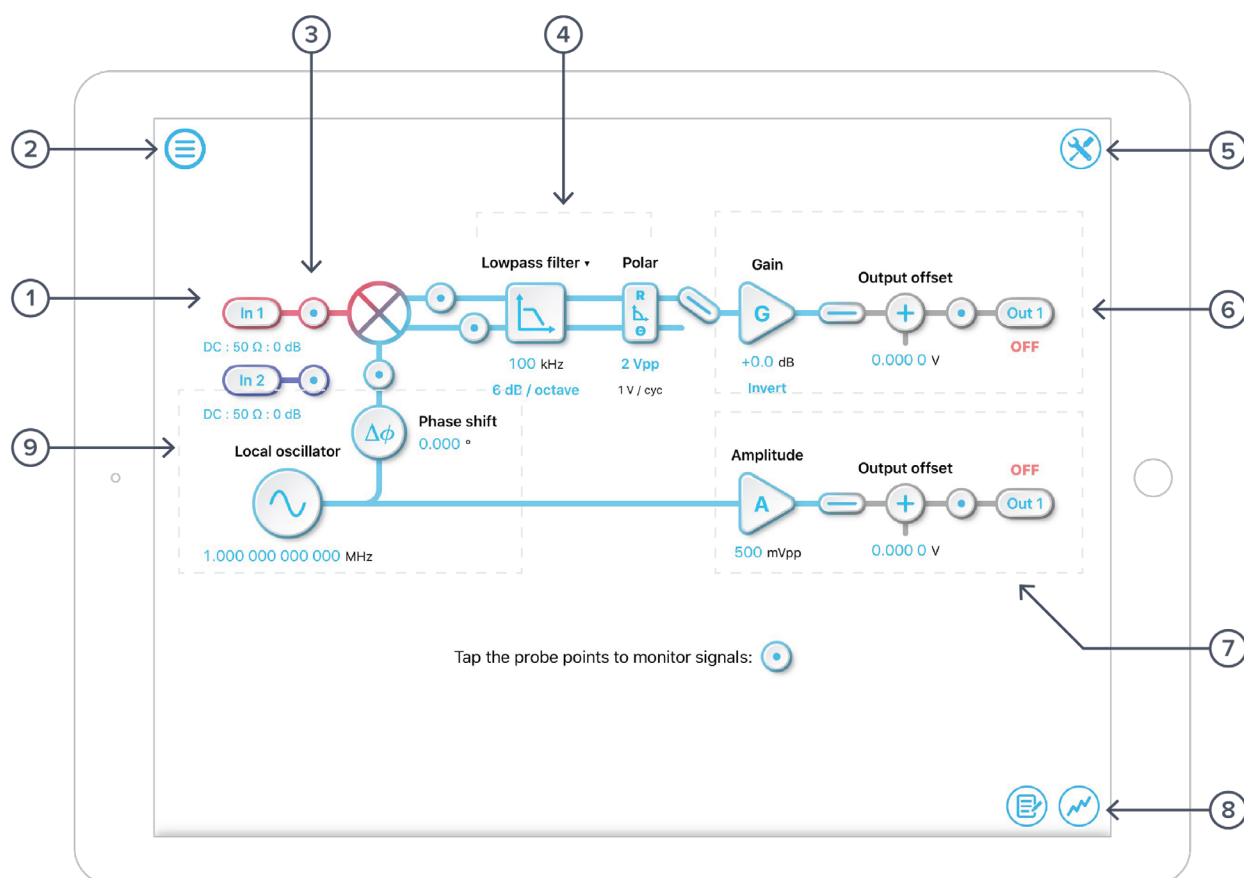 3
4
2
5
Lowpass filter ▾
Polar
Gain
Output offset
1
In 1
R
Θ
G
Out 1
6
DC : 50 Ω : 0 dB
100 kHz
2 Vpp
+0.0 dB
0.000 0 V
OFF
In 2
6 dB / octave
1 V / cyc
Invert
DC : 50 Ω : 0 dB
Δϕ
Phase shift
0.000 °
9
Local oscillator
Amplitude
Output offset
OFF
A
Out 1
1.000 000 000 000 MHz
500 mVpp
0.000 0 V
7
Tap the probe points to monitor signals:
8